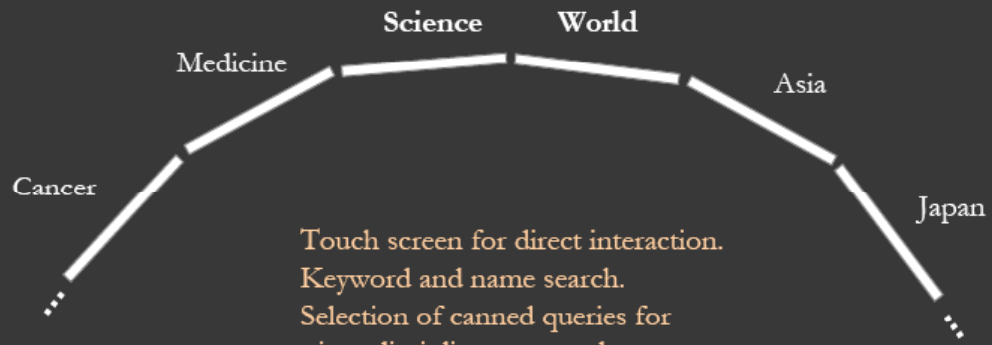 Science World
Medicine
Asia
Cancer
Japan
Touch screen for direct interaction.
Keyword and name search.
Selection of canned queries for